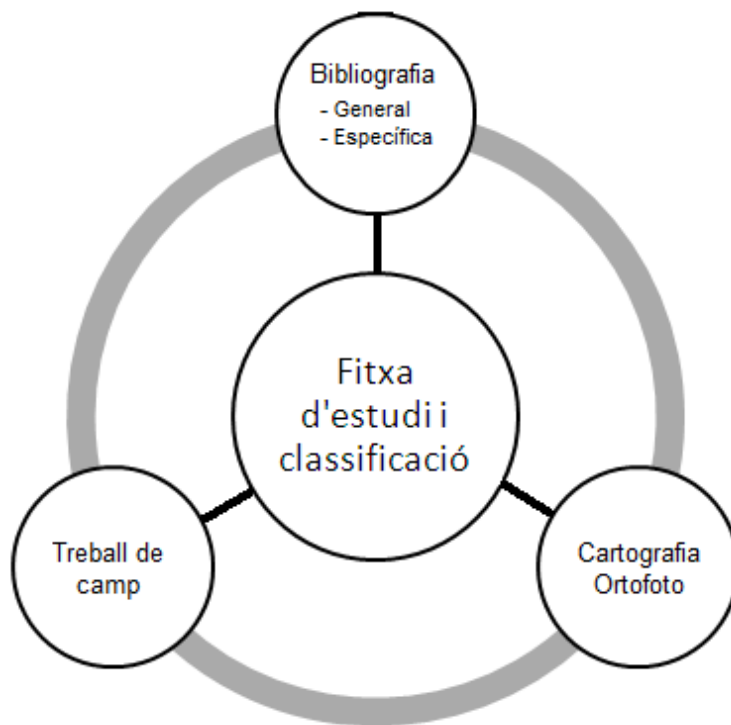 Bibliografia
- General
- Específica
Fitxa
d'estudi i
classificació
Treball de
camp
Cartografia
Ortofoto